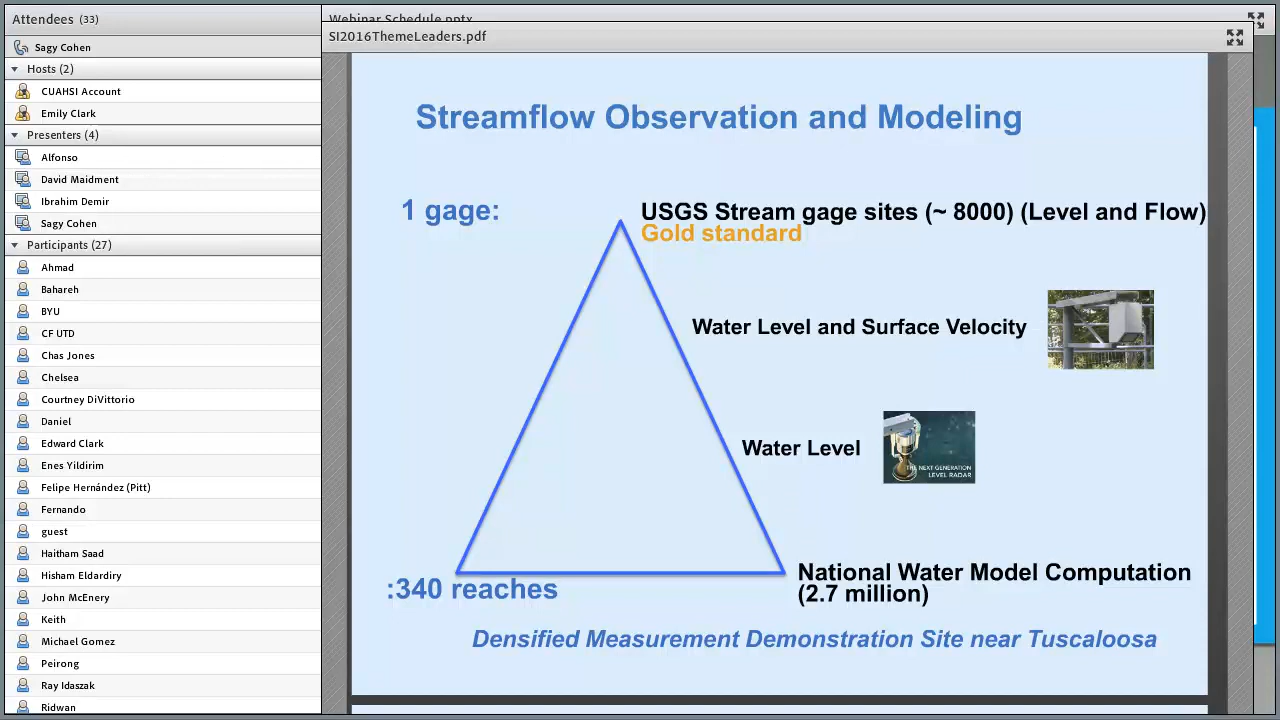 Attendees (33)
Sagy Cohen
Hosts (2)
CUAHSI Account
Emily Clark
Presenters (4)
Alfonso
David Maidment
Ibrahim Demir
Sagy Cohen
Participants (27)
Ahmad
Bahareh
BYU
CF UTD
Chas Jones
Chelsea
Courtney DiVittorio
Daniel
Edward Clark
Enes Yildirim
Felipe Hernández (Pitt)
Fernando
guest
Haitham Saad
Hisham Eldardiry
John McEnery
Keith
Michael Gomez
Peirong
Ray Idaszak
Ridwan
Webinar Schedule.pptx
SI2016ThemeLeaders.pdf
Streamflow Observation and Modeling
1 gage:
USGS Stream gage sites (~ 8000) (Level and Flow)
Gold standard
Water Level and Surface Velocity
Water Level
THE NEXT GENERATION
LEVEL RADAR
:340 reaches
National Water Model Computation
(2.7 million)
Densified Measurement Demonstration Site near Tuscaloosa